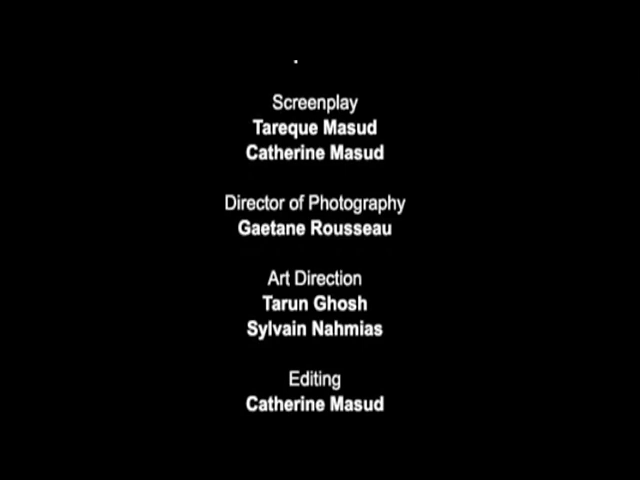 Screenplay
Tareque Masud
Catherine Masud
Director of Photography
Gaetane Rousseau
Art Direction
Tarun Ghosh
Sylvain Nahmias
Editing
Catherine Masud